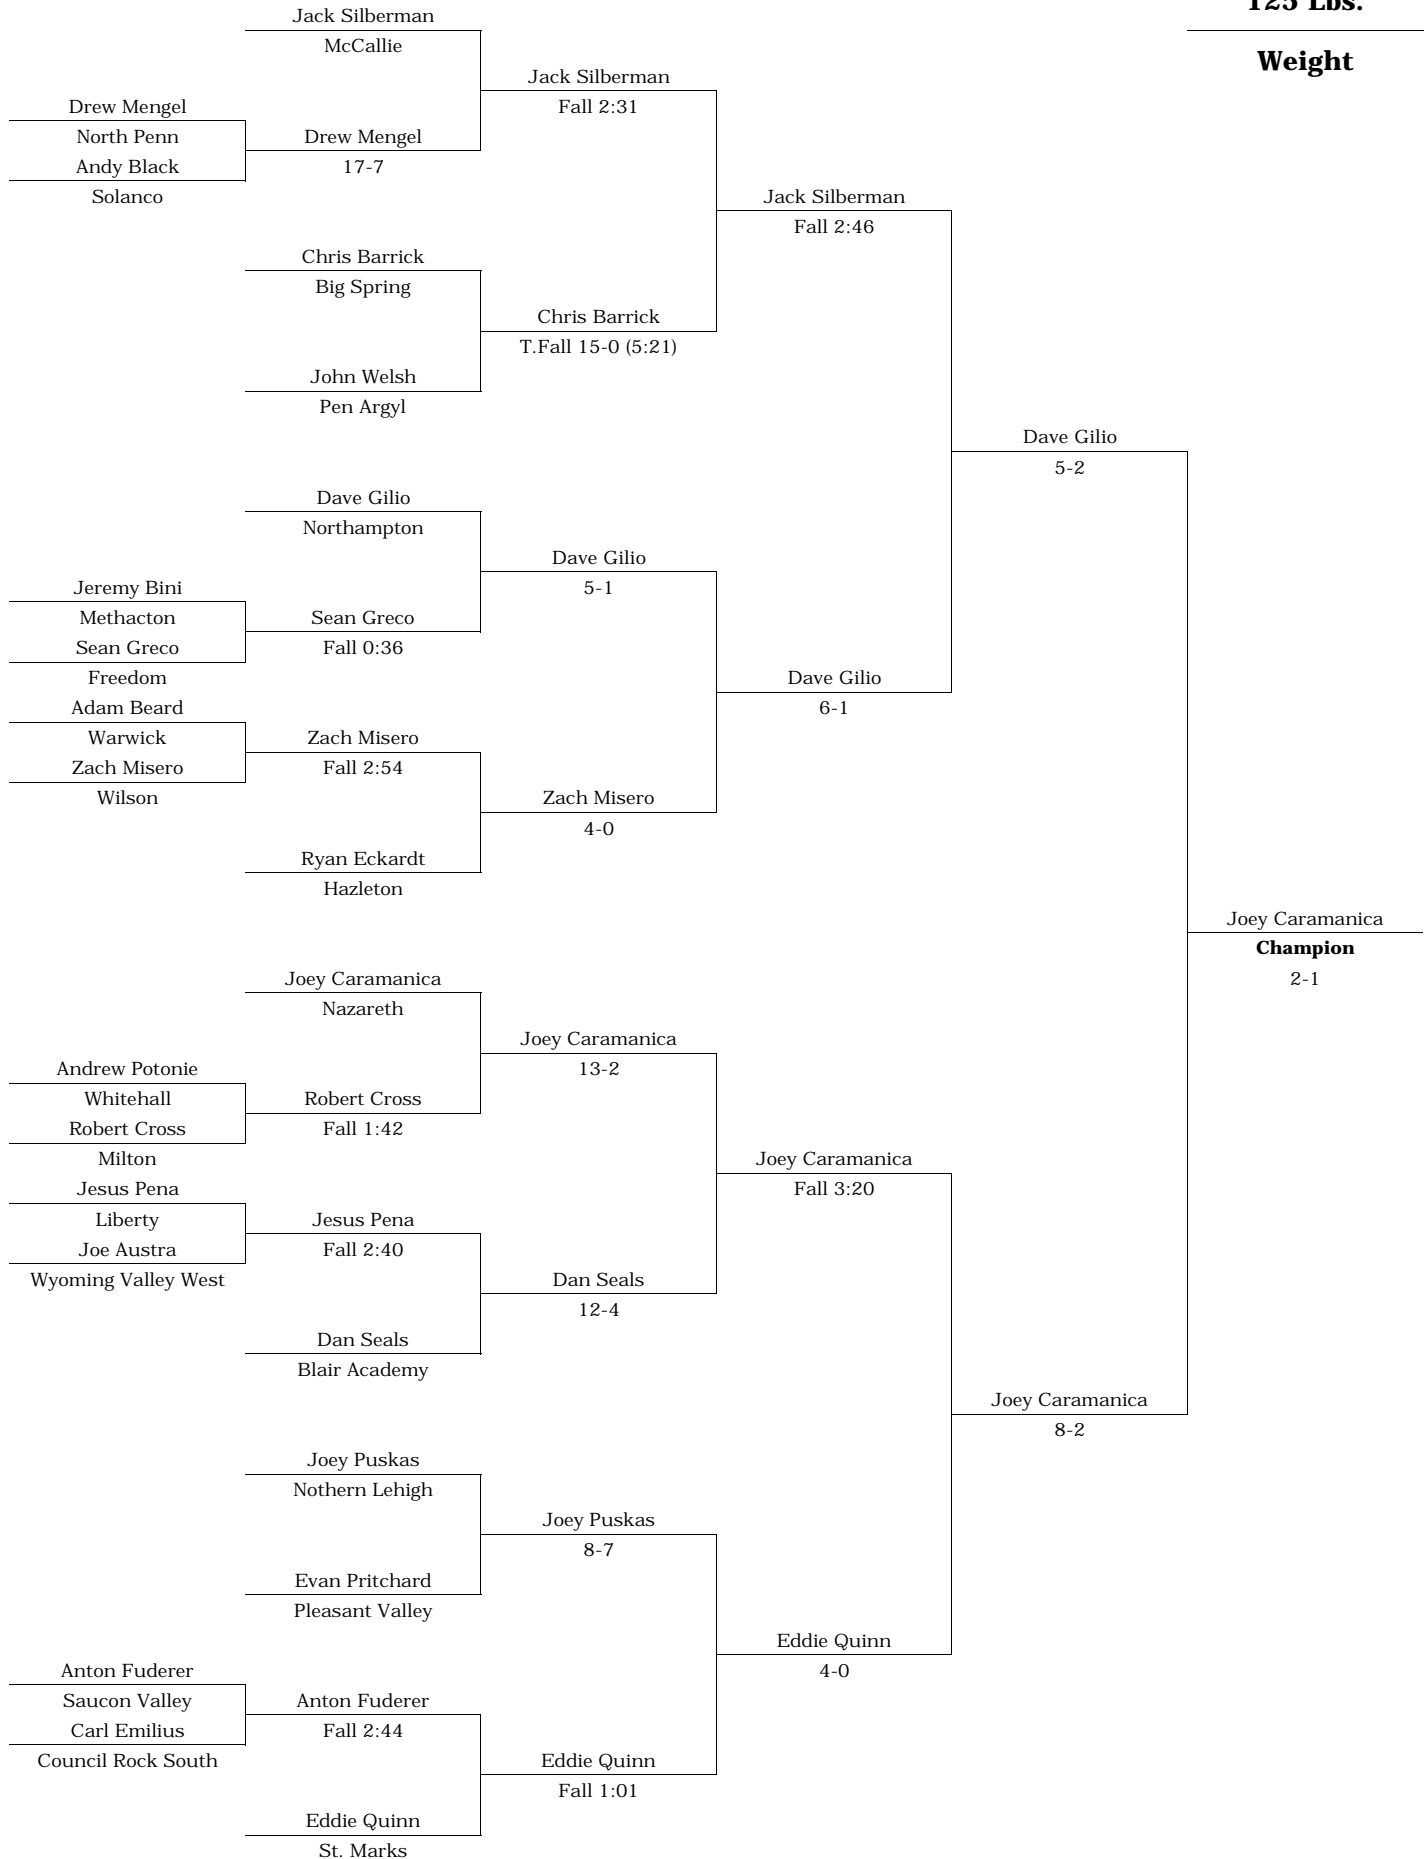 125 Lbs.
Weight
Jack Silberman
McCallie
Jack Silberman
Fall 2:31
Drew Mengel
North Penn
Andy Black
Solanco
Drew Mengel
17-7
Jack Silberman
Fall 2:46
Chris Barrick
Big Spring
Chris Barrick
T.Fall 15-0 (5:21)
John Welsh
Pen Argyl
Dave Gilio
5-2
Dave Gilio
Northampton
Dave Gilio
5-1
Jeremy Bini
Methacton
Sean Greco
Freedom
Sean Greco
Fall 0:36
Dave Gilio
6-1
Adam Beard
Warwick
Zach Misero
Wilson
Zach Misero
Fall 2:54
Zach Misero
4-0
Ryan Eckardt
Hazleton
Joey Caramanica
Champion
2-1
Joey Caramanica
Nazareth
Joey Caramanica
13-2
Andrew Potonie
Whitehall
Robert Cross
Milton
Robert Cross
Fall 1:42
Joey Caramanica
Fall 3:20
Jesus Pena
Liberty
Joe Austra
Wyoming Valley West
Jesus Pena
Fall 2:40
Dan Seals
12-4
Dan Seals
Blair Academy
Joey Caramanica
8-2
Joey Puskas
Nothern Lehigh
Joey Puskas
8-7
Evan Pritchard
Pleasant Valley
Eddie Quinn
4-0
Anton Fuderer
Saucon Valley
Carl Emilius
Council Rock South
Anton Fuderer
Fall 2:44
Eddie Quinn
Fall 1:01
Eddie Quinn
St. Marks